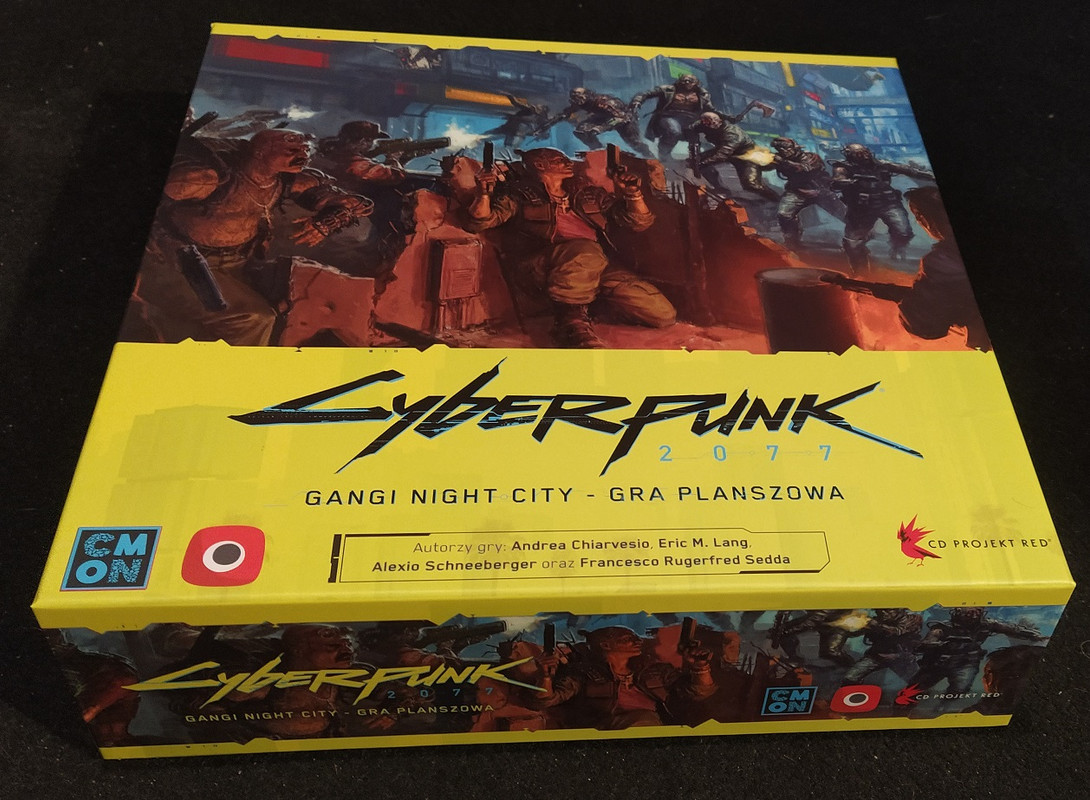 Cyberpunk
2077
GANGI NIGHT CITY - GRA PLANSZOWA
CMON
Autorzy gry: Andrea Chiarvesio, Eric M. Lang,
Alexio Schneeberger oraz Francesco Rugerfred Sedda
CD PROJEKT RED®
Cyberpunk
2077
GANGI NIGHT CITY - GRA PLANSZOWA
CMON
CD PROJEKT RED®